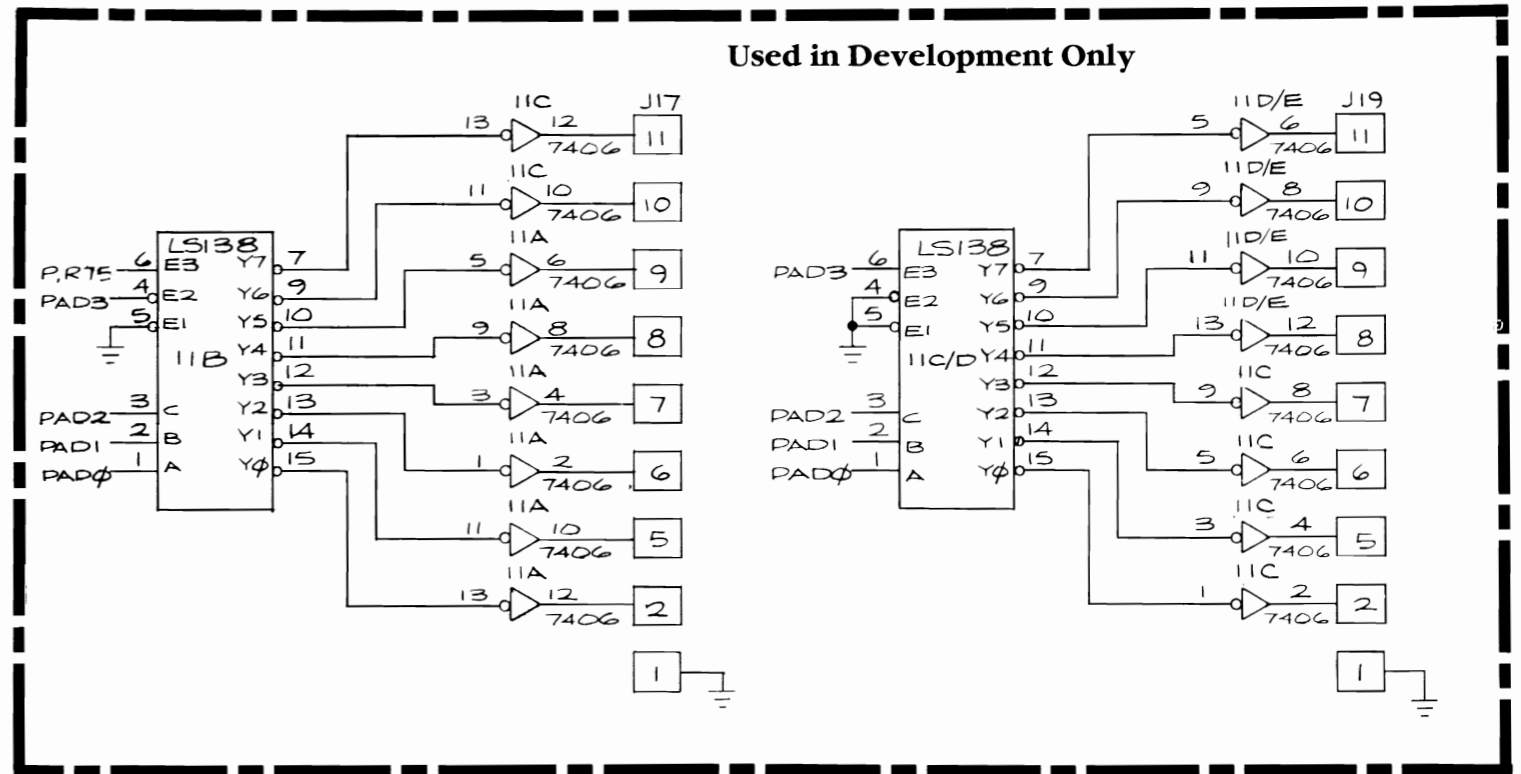 Used in Development Only
11C J17
13 12 7406 11
11C
11 10 7406 10
11A
5 6 7406 9
11A
9 8 7406 8
11A
3 4 7406 7
11A
1 2 7406 6
11A
11 10 7406 5
11A
13 12 7406 2
1
LS138
6 E3 Y7 7
PAD3 4 E2 Y6 9
5 E1 Y5 10
11B Y4 11
Y3 12
PAD2 3 C Y2 13
PAD1 2 B Y1 14
PADØ 1 A YØ 15
11D/E J19
5 6 7406 11
11D/E
9 8 7406 10
11D/E
11 10 7406 9
11D/E
13 12 7406 8
11C
9 8 7406 7
11C
5 6 7406 6
11C
3 4 7406 5
11C
1 2 7406 2
1
LS138
PAD3 6 E3 Y7 7
4 E2 Y6 9
5 E1 Y5 10
11C/D Y4 11
Y3 12
PAD2 3 C Y2 13
PAD1 2 B Y1 14
PADØ 1 A YØ 15